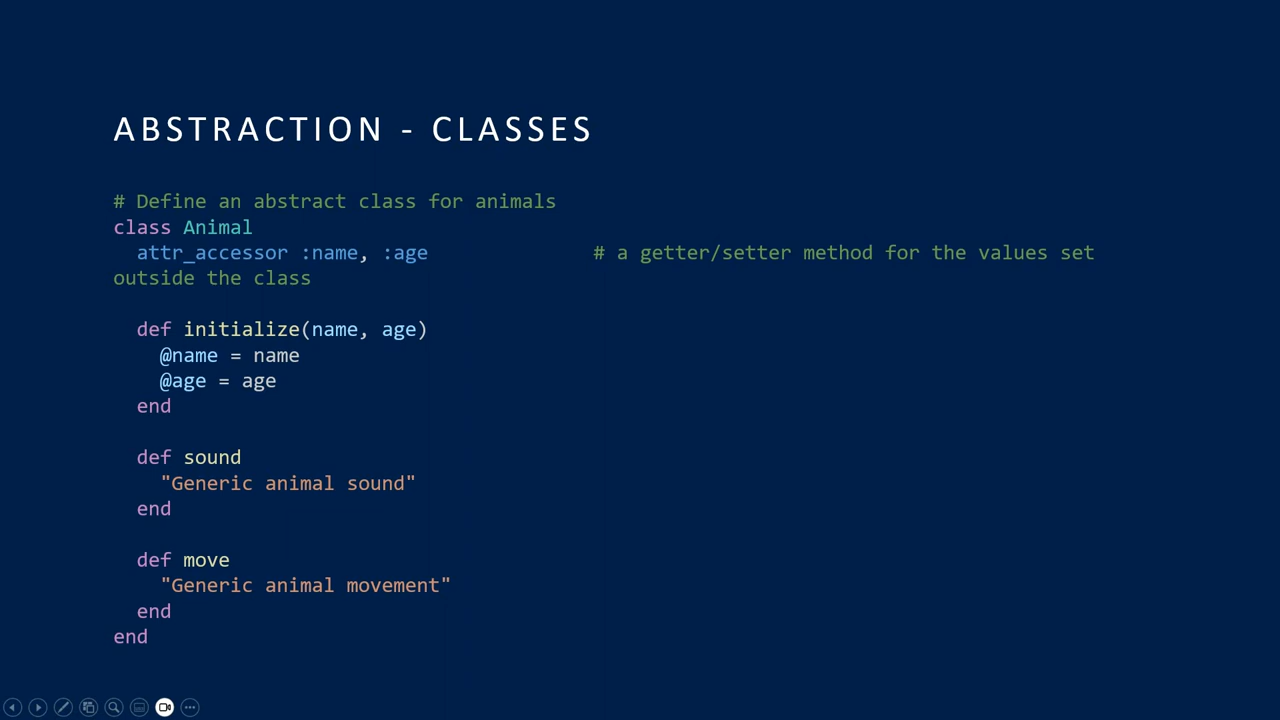 ABSTRACTION - CLASSES
# Define an abstract class for animals
class Animal
  attr_accessor :name, :age              # a getter/setter method for the values set
outside the class
  def initialize(name, age)
    @name = name
    @age = age
  end
  def sound
    "Generic animal sound"
  end
  def move
    "Generic animal movement"
  end
end